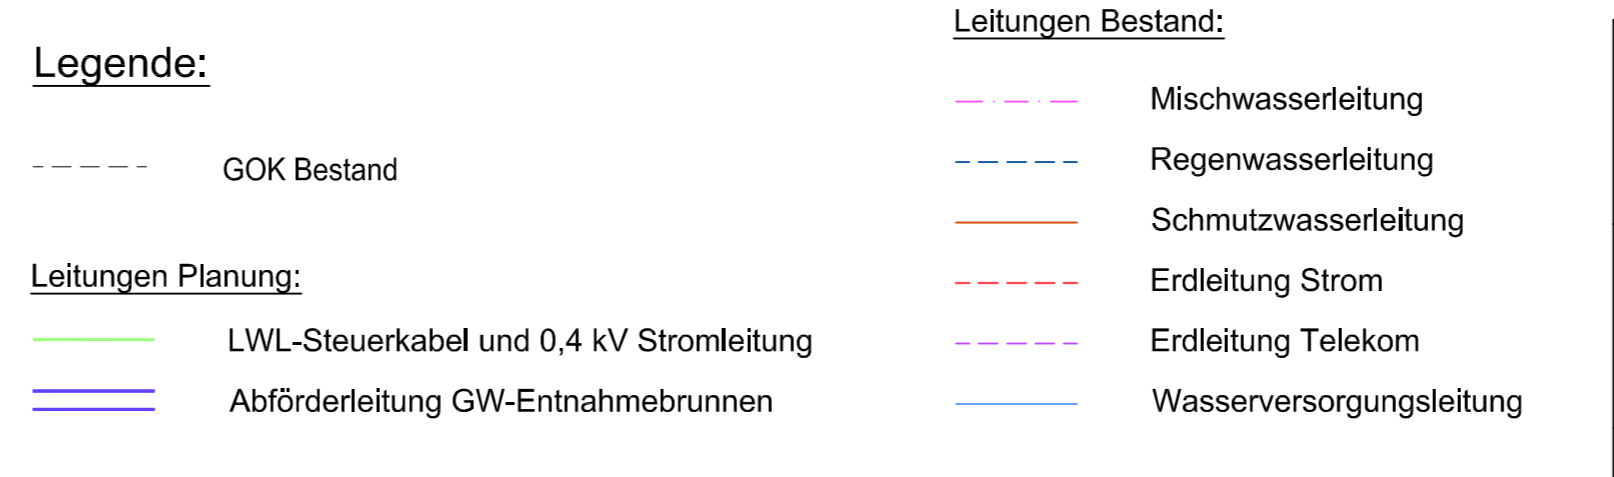 Legende:
GOK Bestand
Leitungen Planung:
LWL-Steuerkabel und 0,4 kV Stromleitung
Abförderleitung GW-Entnahmebrunnen
Leitungen Bestand:
Mischwasserleitung
Regenwasserleitung
Schmutzwasserleitung
Erdleitung Strom
Erdleitung Telekom
Wasserversorgungsleitung